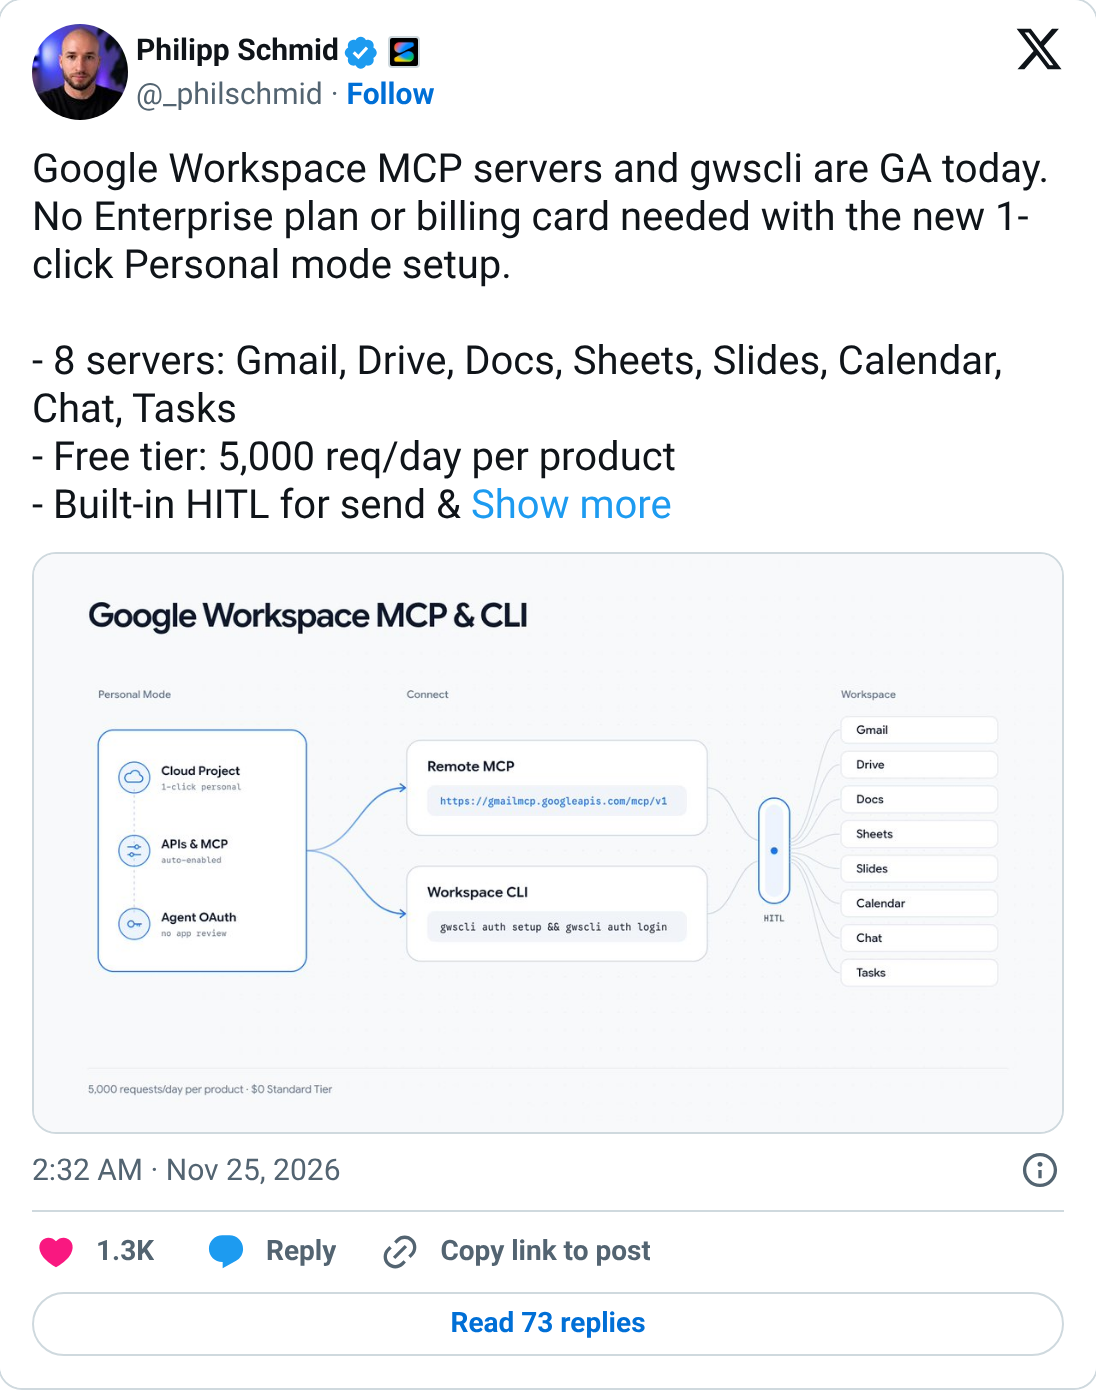 Philipp Schmid
@_philschmid · Follow
Google Workspace MCP servers and gwscli are GA today.
No Enterprise plan or billing card needed with the new 1-
click Personal mode setup.
- 8 servers: Gmail, Drive, Docs, Sheets, Slides, Calendar,
Chat, Tasks
- Free tier: 5,000 req/day per product
- Built-in HITL for send & Show more
Google Workspace MCP & CLI
Personal Mode
Cloud Project
1-click personal
APIs & MCP
auto-enabled
Agent OAuth
no app review
Connect
Remote MCP
https://gmailmcp.googleapis.com/mcp/v1
Workspace CLI
gwscli auth setup && gwscli auth login
HITL
Workspace
Gmail
Drive
Docs
Sheets
Slides
Calendar
Chat
Tasks
5,000 requests/day per product · $0 Standard Tier
2:32 AM · Nov 25, 2026
1.3K
Reply
Copy link to post
Read 73 replies